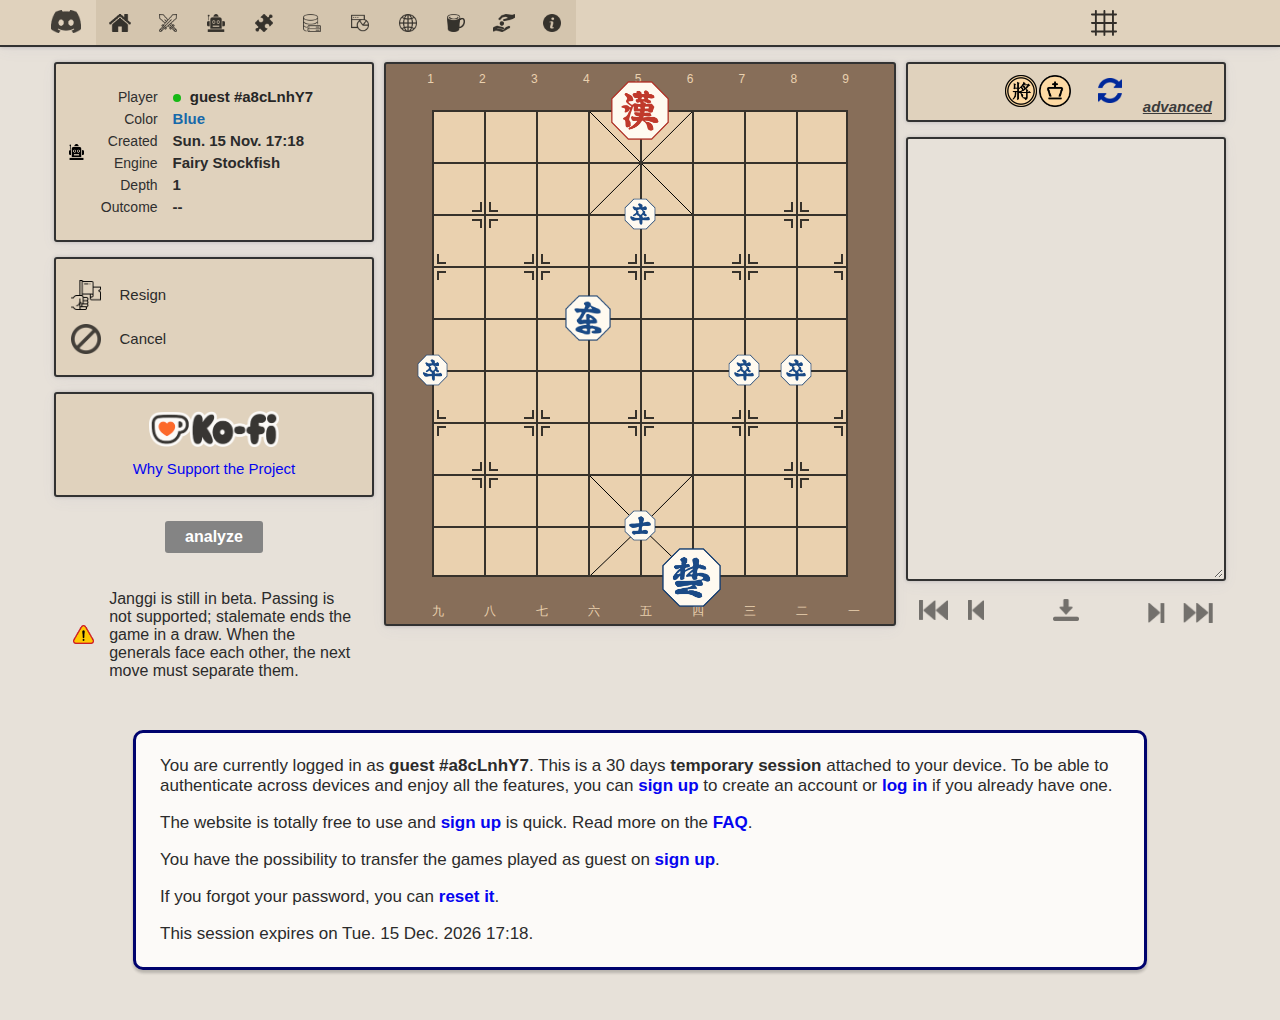 Player guest #a8cLnhY7
Color Blue
Created Sun. 15 Nov. 17:18
Engine Fairy Stockfish
Depth 1
Outcome --
Resign
Cancel
Ko-fi
Why Support the Project
analyze
Janggi is still in beta. Passing is
not supported; stalemate ends the
game in a draw. When the
generals face each other, the next
move must separate them.
1 2 3 4 5 6 7 8 9
漢
卒
車
卒 卒 卒
士
楚
九 八 七 六 五 四 三 二 一
將
advanced
You are currently logged in as guest #a8cLnhY7. This is a 30 days temporary session attached to your device. To be able to
authenticate across devices and enjoy all the features, you can sign up to create an account or log in if you already have one.
The website is totally free to use and sign up is quick. Read more on the FAQ.
You have the possibility to transfer the games played as guest on sign up.
If you forgot your password, you can reset it.
This session expires on Tue. 15 Dec. 2026 17:18.